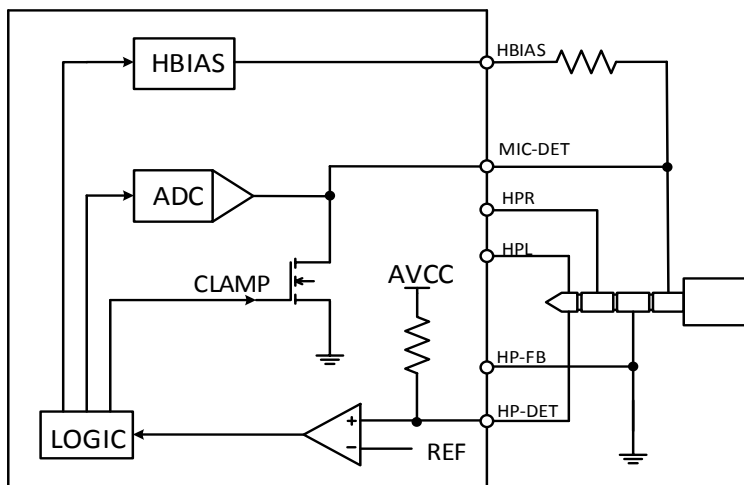 HBIAS
HBIAS
MIC-DET
ADC
HPR
HPL
AVCC
CLAMP
HP-FB
HP-DET
+
−
REF
LOGIC